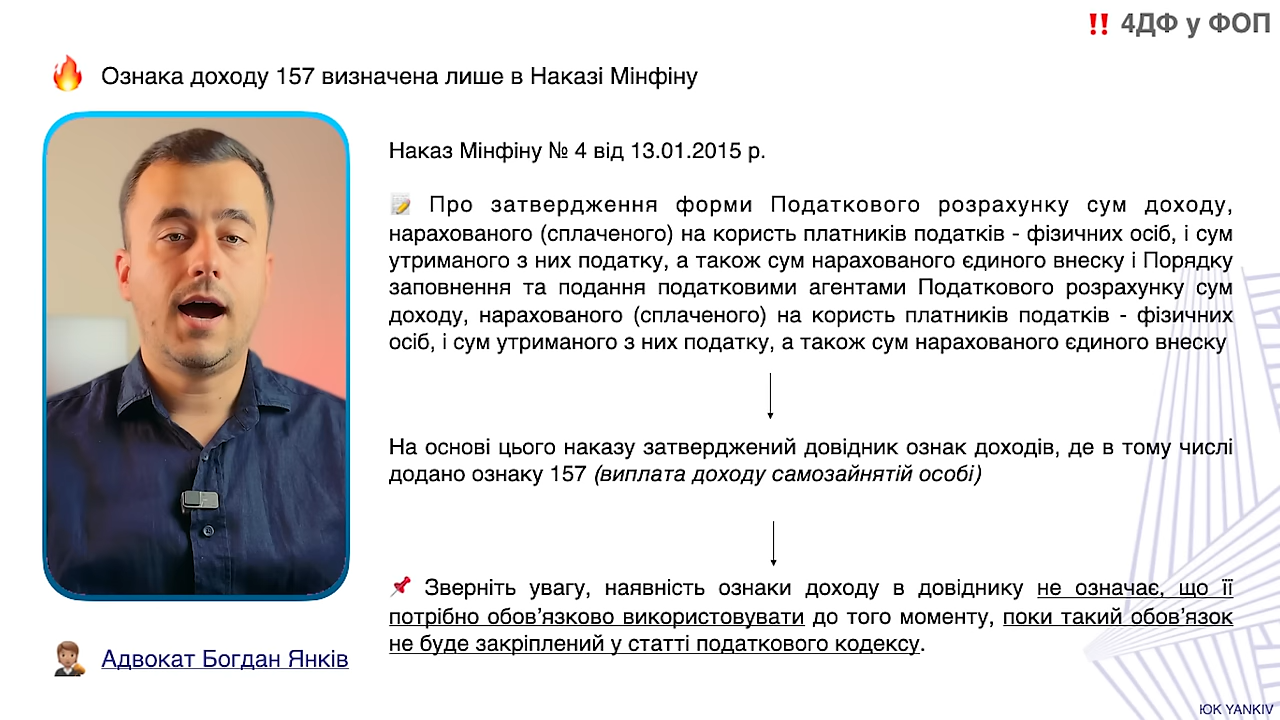 ‼️ 4ДФ у ФОП
🔥 Ознака доходу 157 визначена лише в Наказі Мінфіну
Наказ Мінфіну № 4 від 13.01.2015 р.
📝 Про затвердження форми Податкового розрахунку сум доходу,
нарахованого (сплаченого) на користь платників податків - фізичних осіб, і сум
утриманого з них податку, а також сум нарахованого єдиного внеску і Порядку
заповнення та подання податковими агентами Податкового розрахунку сум
доходу, нарахованого (сплаченого) на користь платників податків - фізичних
осіб, і сум утриманого з них податку, а також сум нарахованого єдиного внеску
На основі цього наказу затверджений довідник ознак доходів, де в тому числі
додано ознаку 157 (виплата доходу самозайнятій особі)
📌 Зверніть увагу, наявність ознаки доходу в довіднику не означає, що її
потрібно обов’язково використовувати до того моменту, поки такий обов’язок
не буде закріплений у статті податкового кодексу.
Адвокат Богдан Янків
ЮК YANKIV